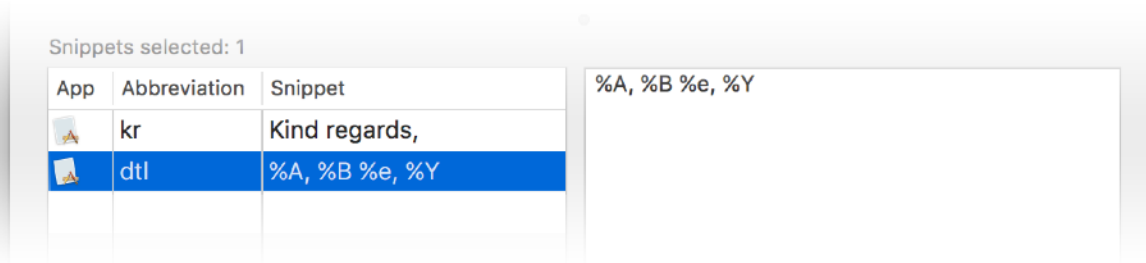 Snippets selected: 1
App Abbreviation Snippet
kr Kind regards,
dtl %A, %B %e, %Y
%A, %B %e, %Y